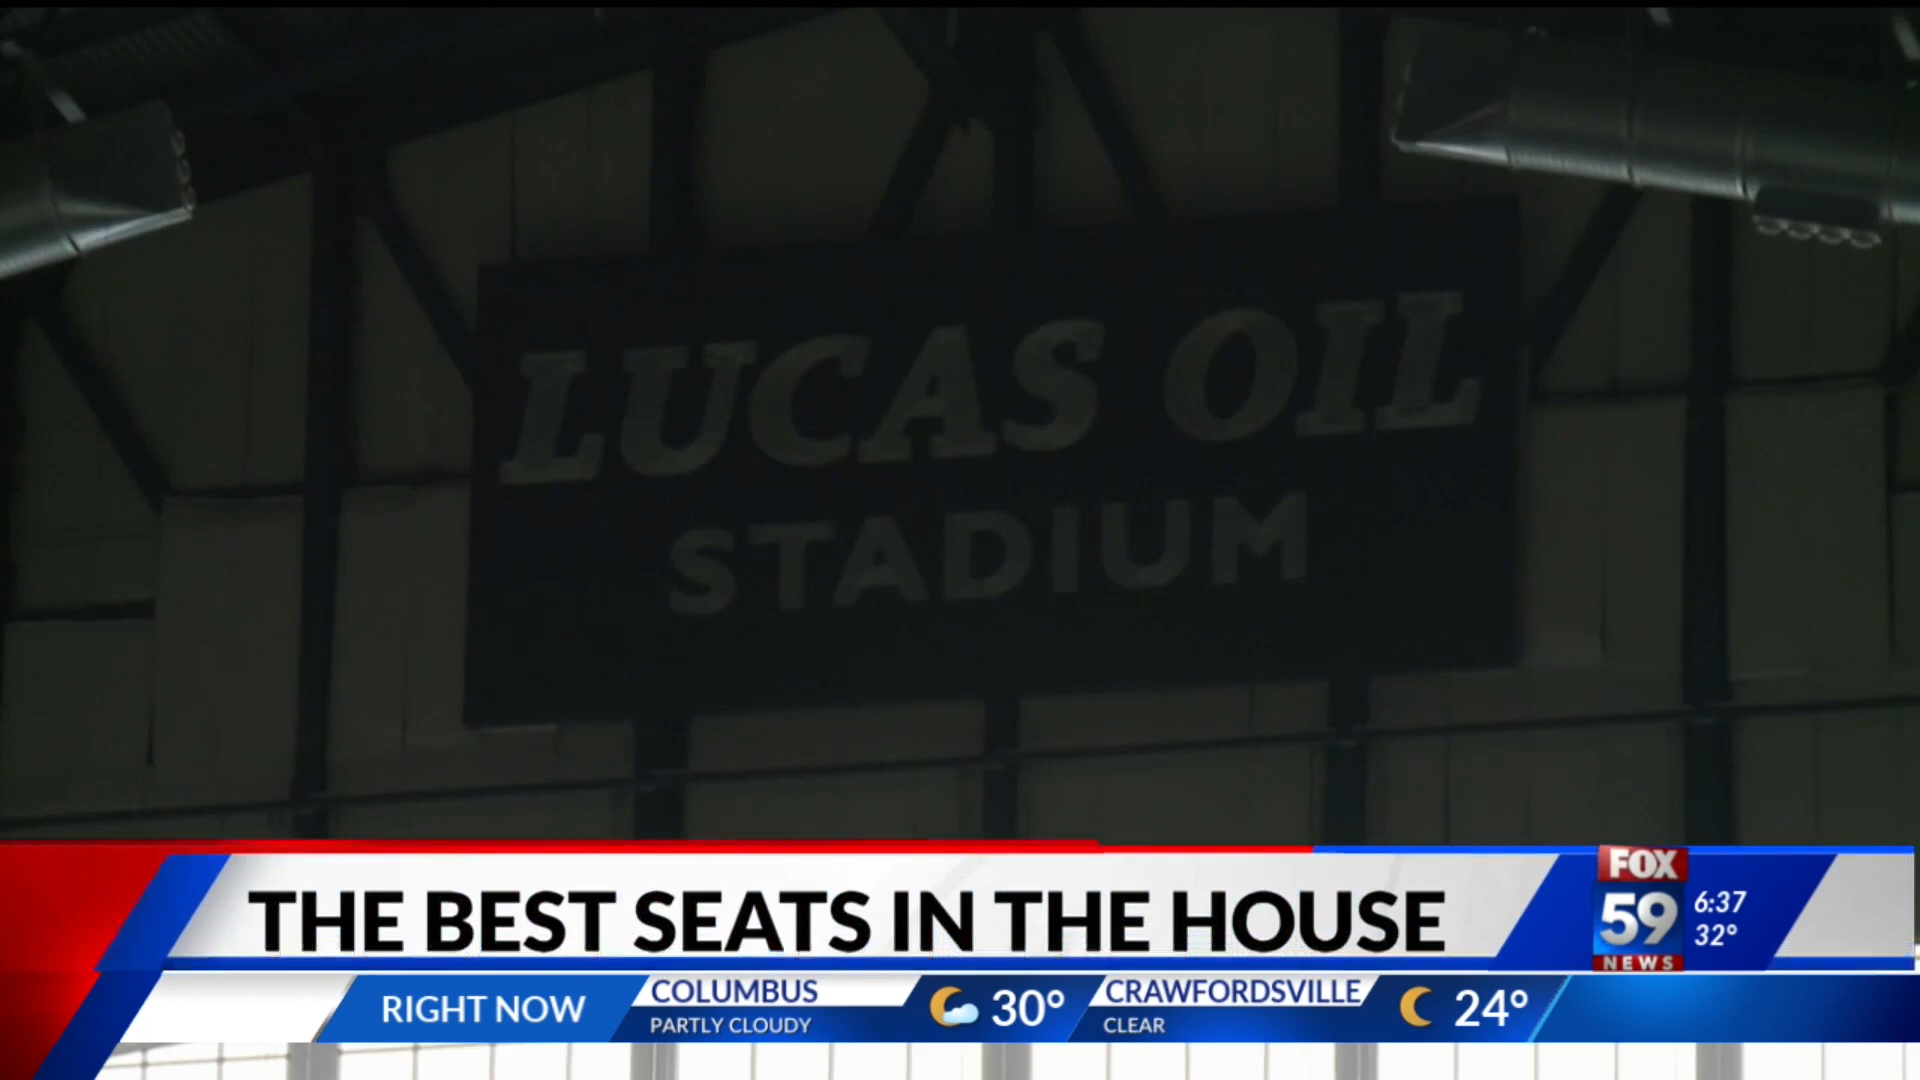 LUCAS OIL
STADIUM
THE BEST SEATS IN THE HOUSE
FOX
59
NEWS
6:37
32°
RIGHT NOW
COLUMBUS
PARTLY CLOUDY
30°
CRAWFORDSVILLE
CLEAR
24°